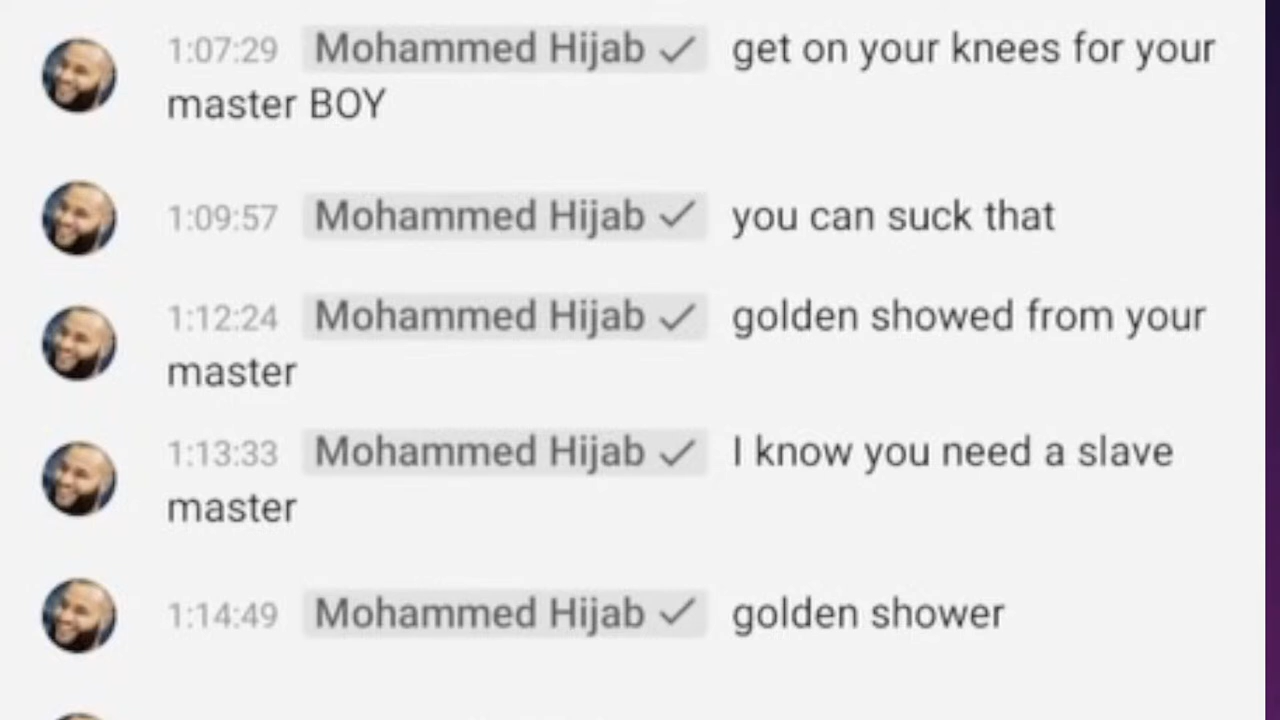 1:07:29 Mohammed Hijab ✓ get on your knees for your
master BOY
1:09:57 Mohammed Hijab ✓ you can suck that
1:12:24 Mohammed Hijab ✓ golden showed from your
master
1:13:33 Mohammed Hijab ✓ I know you need a slave
master
1:14:49 Mohammed Hijab ✓ golden shower